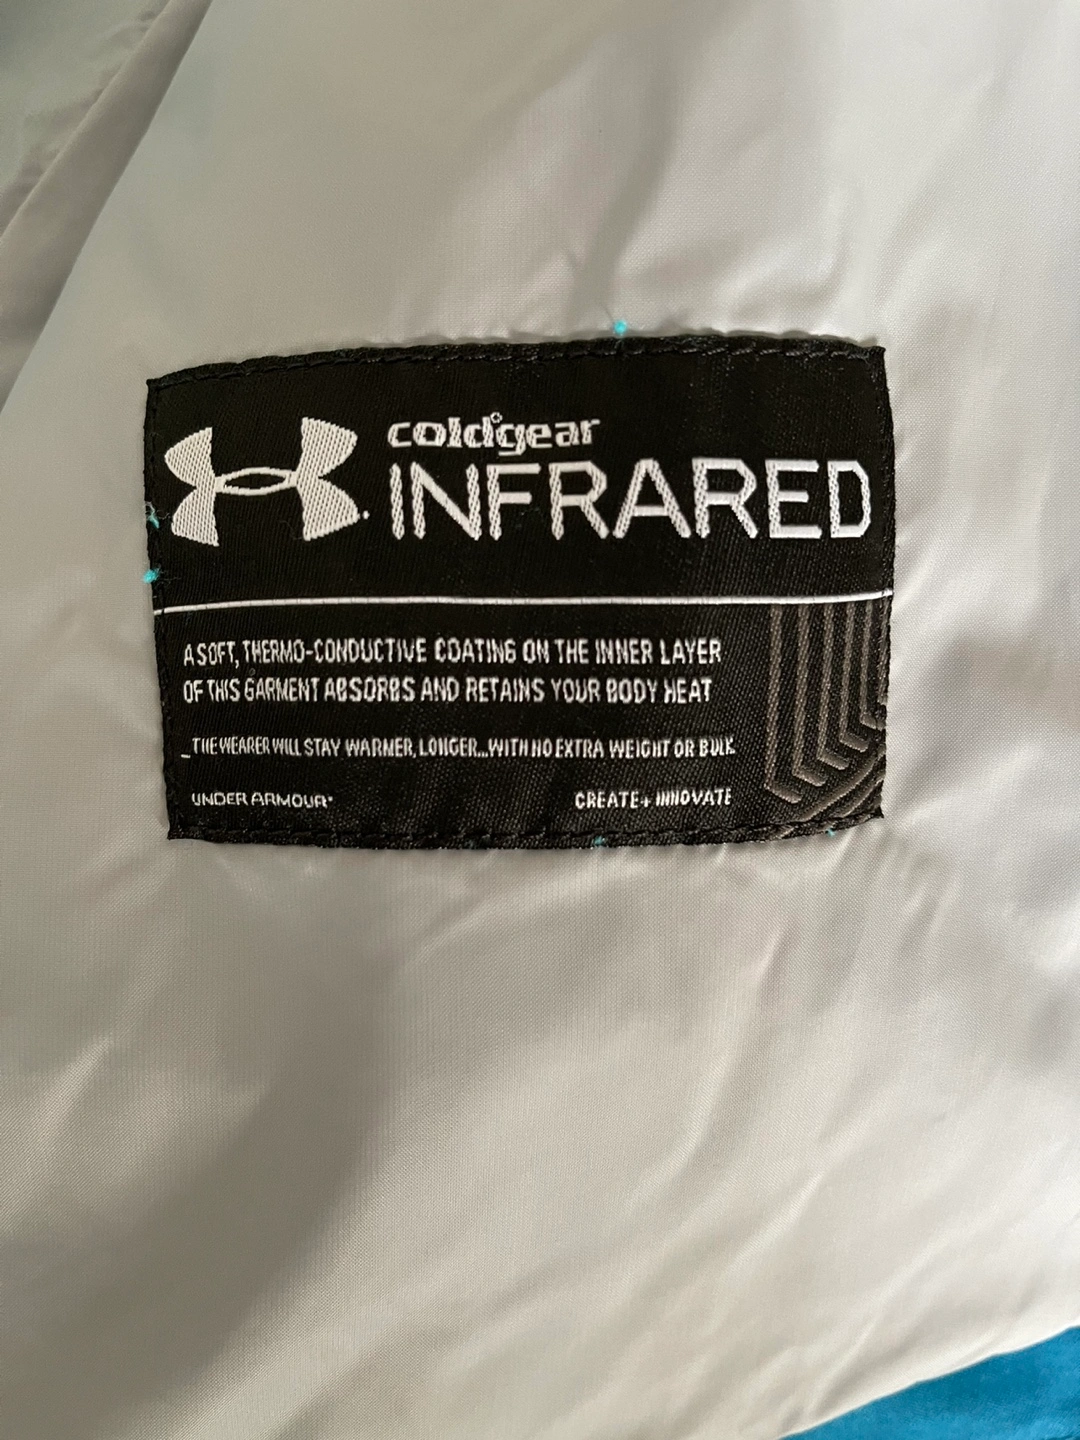 coldgear®
INFRARED
A SOFT, THERMO-CONDUCTIVE COATING ON THE INNER LAYER
OF THIS GARMENT ABSORBS AND RETAINS YOUR BODY HEAT
_THE WEARER WILL STAY WARMER, LONGER...WITH NO EXTRA WEIGHT OR BULK
UNDER ARMOUR®
CREATE + INNOVATE